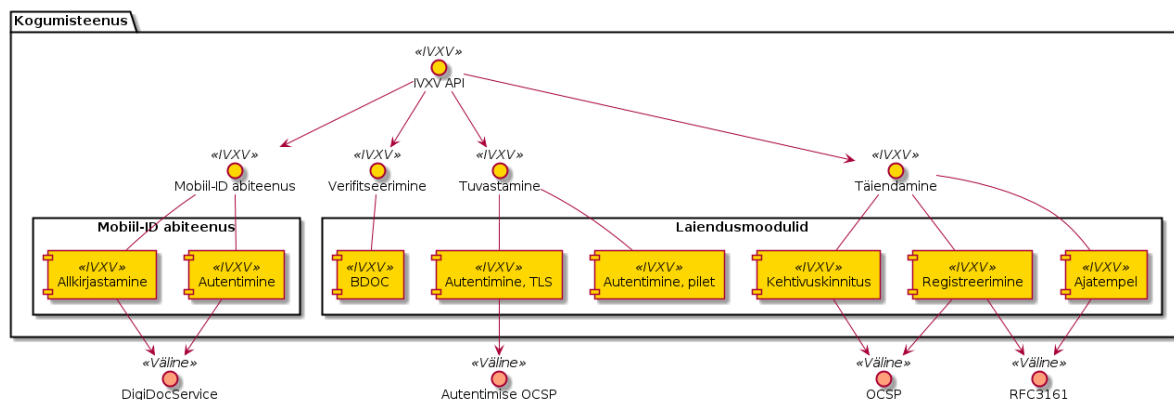 Kogumisteenus
«IVXV»
IVXV API
«IVXV»
Mobiil-ID abiteenus
«IVXV»
Verifitseerimine
«IVXV»
Tuvastamine
«IVXV»
Täiendamine
Mobiil-ID abiteenus
Laiendusmoodulid
«IVXV»
Allkirjastamine
«IVXV»
Autentimine
«IVXV»
BDOC
«IVXV»
Autentimine, TLS
«IVXV»
Autentimine, pilet
«IVXV»
Kehtivuskinnitus
«IVXV»
Registreerimine
«IVXV»
Ajatempel
«Väline»
DigiDocService
«Väline»
Autentimise OCSP
«Väline»
OCSP
«Väline»
RFC3161